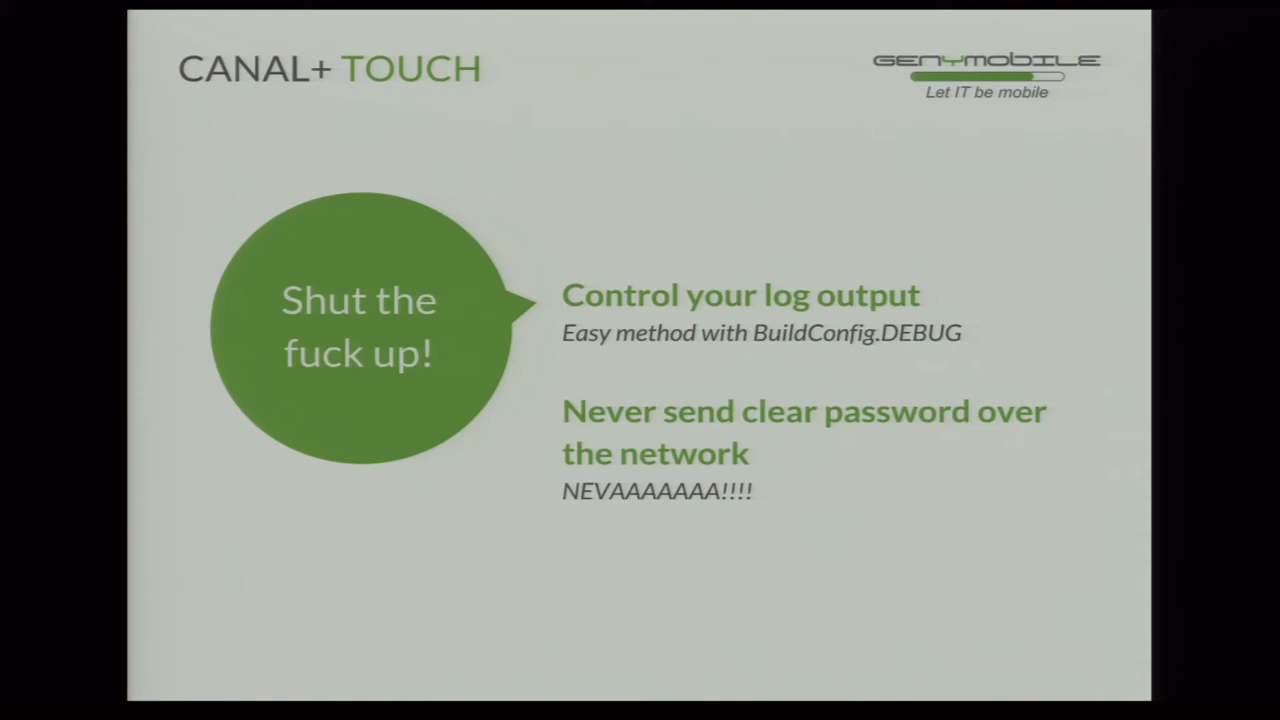 CANAL+ TOUCH
GENYMOBILE
Let IT be mobile
Shut the
fuck up!
Control your log output
Easy method with BuildConfig.DEBUG
Never send clear password over
the network
NEVAAAAAAA!!!!